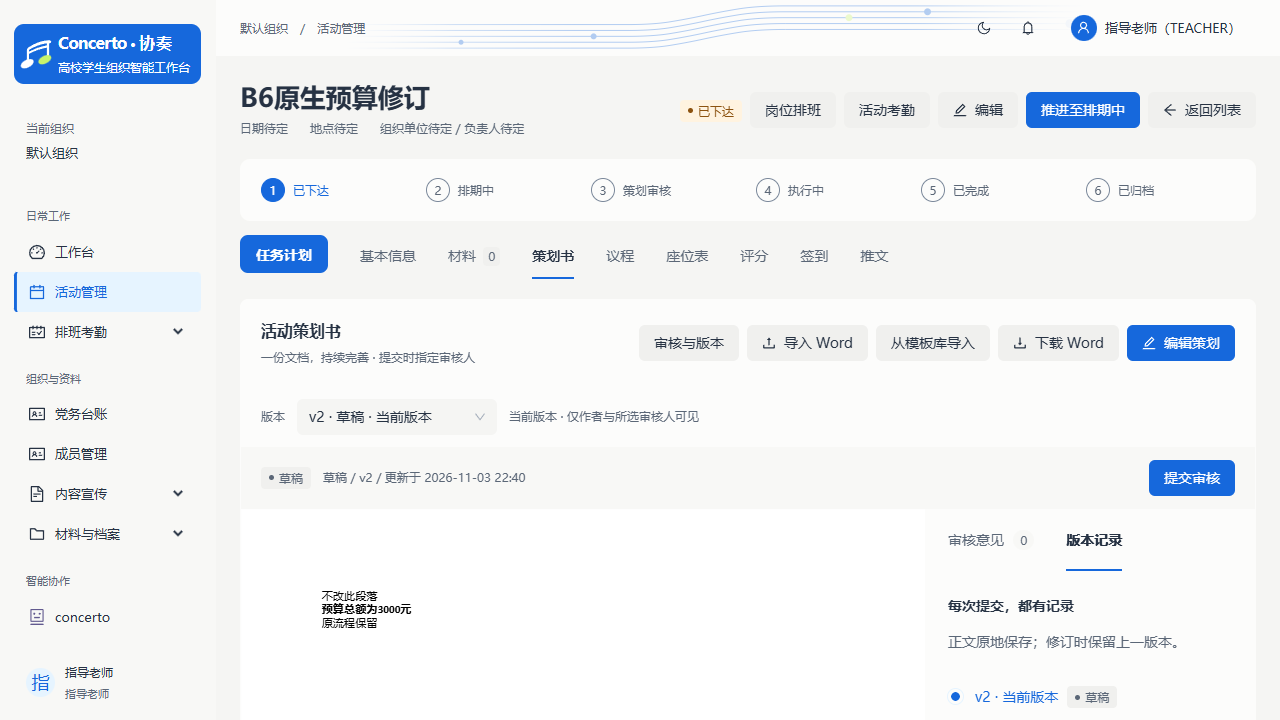 Concerto • 协奏
高校学生组织智能工作台
当前组织
默认组织
日常工作
工作台
活动管理
排班考勤
组织与资料
党务台账
成员管理
内容宣传
材料与档案
智能协作
concerto
指
指导老师
指导老师
默认组织 / 活动管理
指导老师（TEACHER）
B6原生预算修订
日期待定 地点待定 组织单位待定 / 负责人待定
已下达 岗位排班 活动考勤 编辑 推进至排期中 返回列表
1 已下达 2 排期中 3 策划审核 4 执行中 5 已完成 6 已归档
任务计划 基本信息 材料 0 策划书 议程 座位表 评分 签到 推文
活动策划书
一份文档，持续完善 · 提交时指定审核人
审核与版本 导入 Word 从模板库导入 下载 Word 编辑策划
版本 v2 · 草稿 · 当前版本 当前版本 · 仅作者与所选审核人可见
草稿 草稿 / v2 / 更新于 2026-11-03 22:40 提交审核
不改此段落
预算总额为3000元
原流程保留
审核意见 0 版本记录
每次提交，都有记录
正文原地保存；修订时保留上一版本。
v2 · 当前版本 草稿